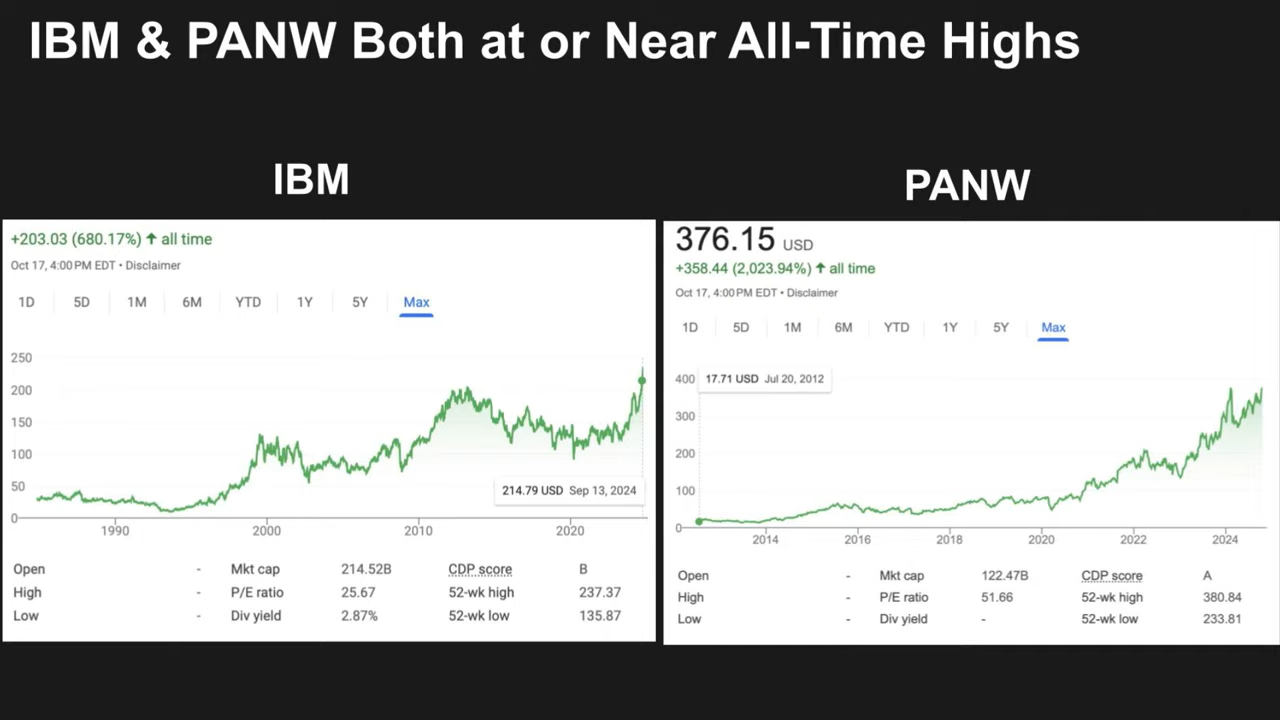 IBM & PANW Both at or Near All-Time Highs
IBM
+203.03 (680.17%) ↑ all time
Oct 17, 4:00 PM EDT • Disclaimer
1D 5D 1M 6M YTD 1Y 5Y Max
250
200
150
100
50
0
214.79 USD Sep 13, 2024
1990 2000 2010 2020
Open - Mkt cap 214.52B CDP score B
High - P/E ratio 25.67 52-wk high 237.37
Low - Div yield 2.87% 52-wk low 135.87
PANW
376.15 USD
+358.44 (2,023.94%) ↑ all time
Oct 17, 4:00 PM EDT • Disclaimer
1D 5D 1M 6M YTD 1Y 5Y Max
400
17.71 USD Jul 20, 2012
300
200
100
0
2014 2016 2018 2020 2022 2024
Open - Mkt cap 122.47B CDP score A
High - P/E ratio 51.66 52-wk high 380.84
Low - Div yield - 52-wk low 233.81